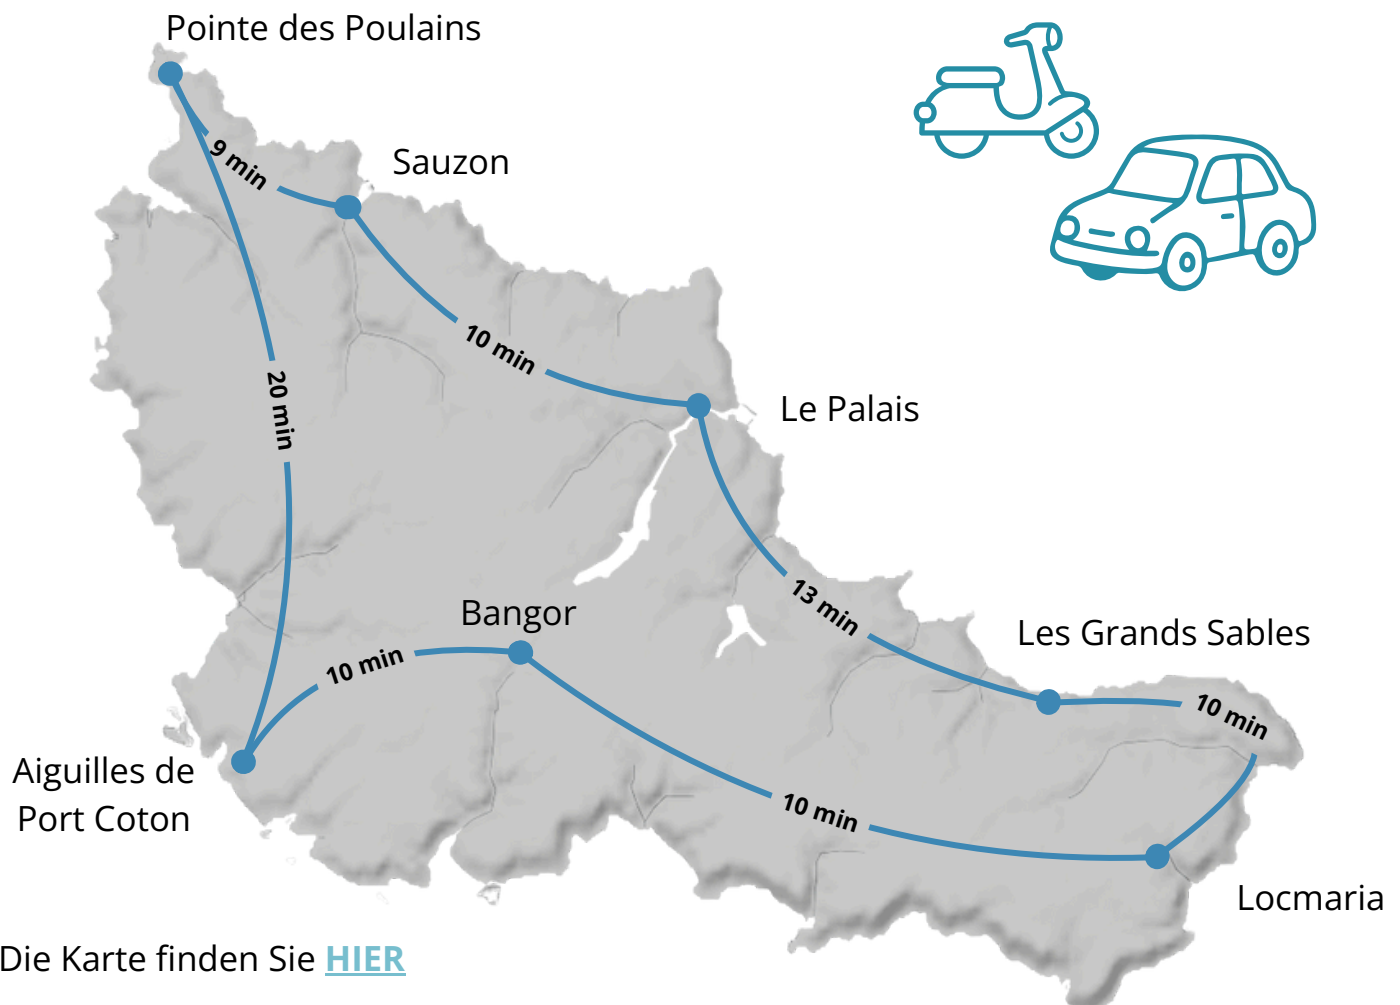 Pointe des Poulains
9 min
Sauzon
10 min
20 min
Le Palais
13 min
Bangor
10 min
Les Grands Sables
10 min
Aiguilles de
Port Coton
10 min
Locmaria
Die Karte finden Sie HIER